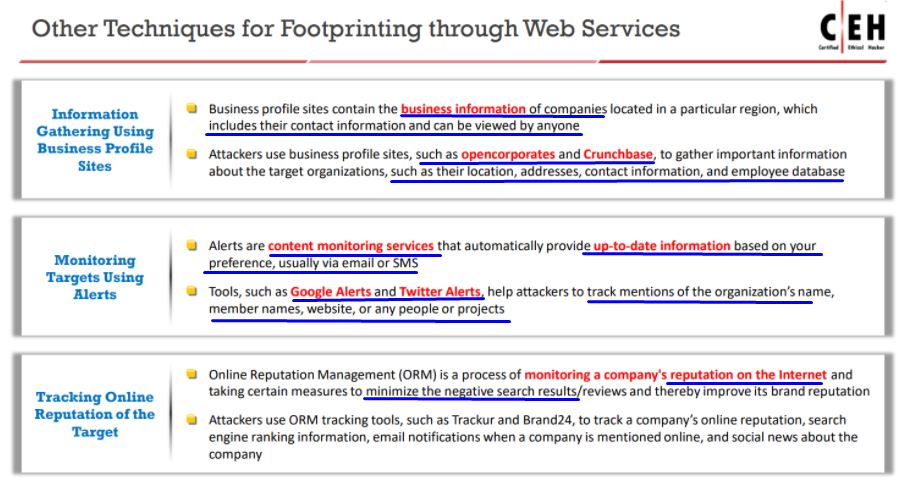 Other Techniques for Footprinting through Web Services
C|EH
Certified Ethical Hacker
Information
Gathering Using
Business Profile
Sites
Business profile sites contain the business information of companies located in a particular region, which
includes their contact information and can be viewed by anyone
Attackers use business profile sites, such as opencorporates and Crunchbase, to gather important information
about the target organizations, such as their location, addresses, contact information, and employee database
Monitoring
Targets Using
Alerts
Alerts are content monitoring services that automatically provide up-to-date information based on your
preference, usually via email or SMS
Tools, such as Google Alerts and Twitter Alerts, help attackers to track mentions of the organization's name,
member names, website, or any people or projects
Tracking Online
Reputation of the
Target
Online Reputation Management (ORM) is a process of monitoring a company's reputation on the Internet and
taking certain measures to minimize the negative search results/reviews and thereby improve its brand reputation
Attackers use ORM tracking tools, such as Trackur and Brand24, to track a company's online reputation, search
engine ranking information, email notifications when a company is mentioned online, and social news about the
company